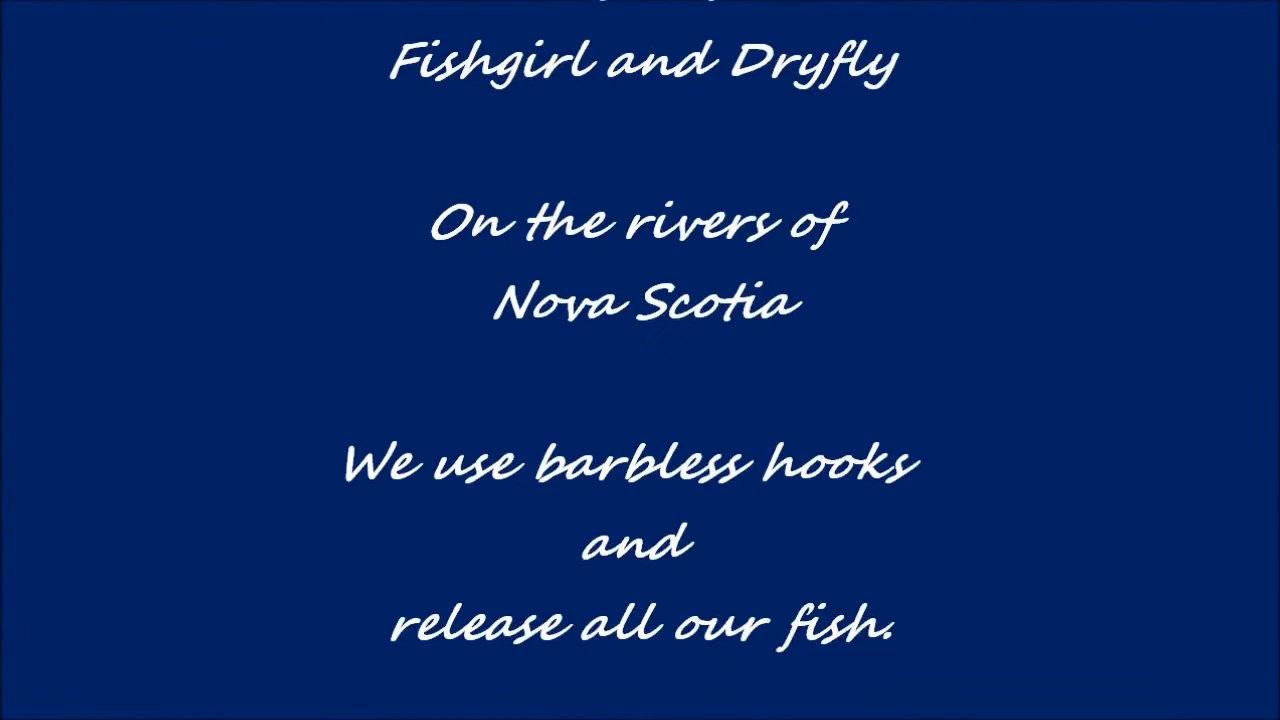 Fishgirl and Dryfly
On the rivers of
Nova Scotia
We use barbless hooks
and
release all our fish.